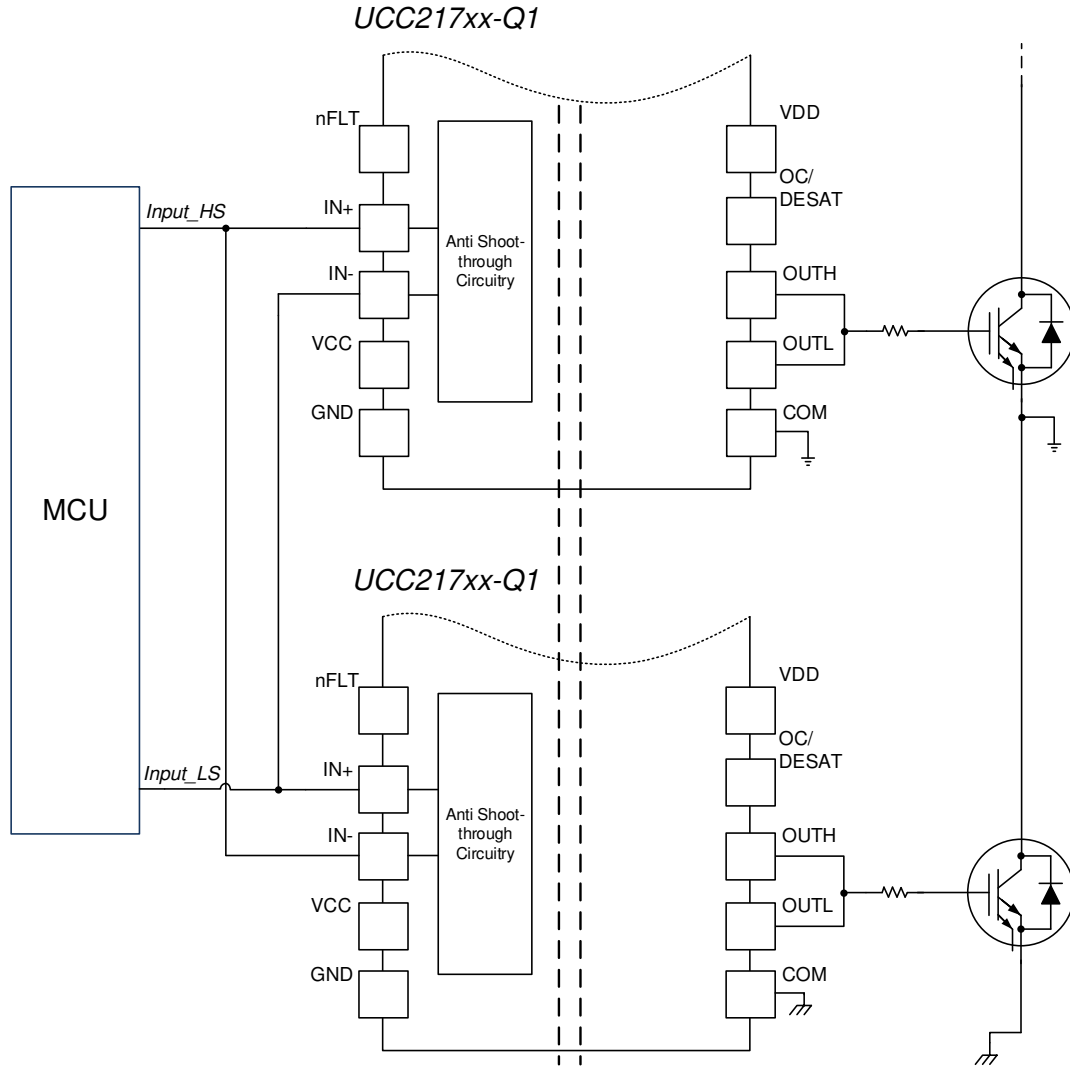 UCC217xx-Q1
nFLT
IN+
IN-
VCC
GND
Anti Shoot-
through
Circuitry
VDD
OC/
DESAT
OUTH
OUTL
COM
Input_HS
MCU
Input_LS
UCC217xx-Q1
nFLT
IN+
IN-
VCC
GND
Anti Shoot-
through
Circuitry
VDD
OC/
DESAT
OUTH
OUTL
COM